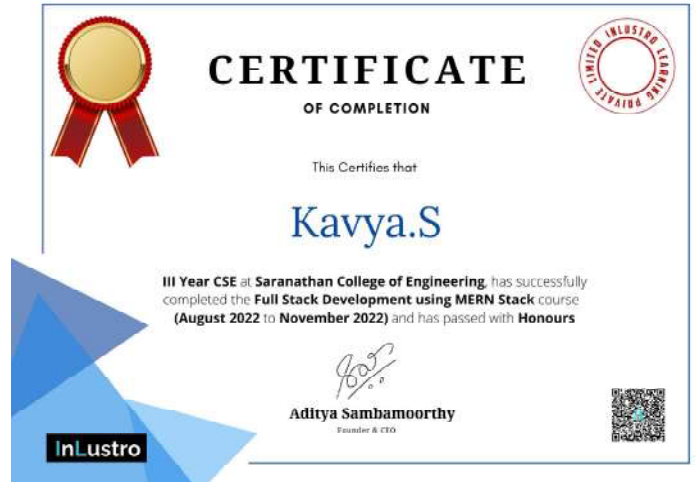 CERTIFICATE
OF COMPLETION
INLUSTRO LEARNING PRIVATE LIMITED
This Certifies that
Kavya.S
III Year CSE at Saranathan College of Engineering, has successfully
completed the Full Stack Development using MERN Stack course
(August 2022 to November 2022) and has passed with Honours
Aditya Sambamoorthy
Founder & CEO
InLustro